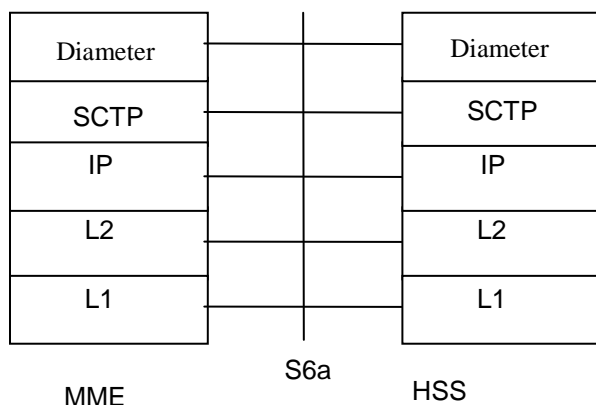 Diameter
SCTP
IP
L2
L1
MME
S6a
Diameter
SCTP
IP
L2
L1
HSS